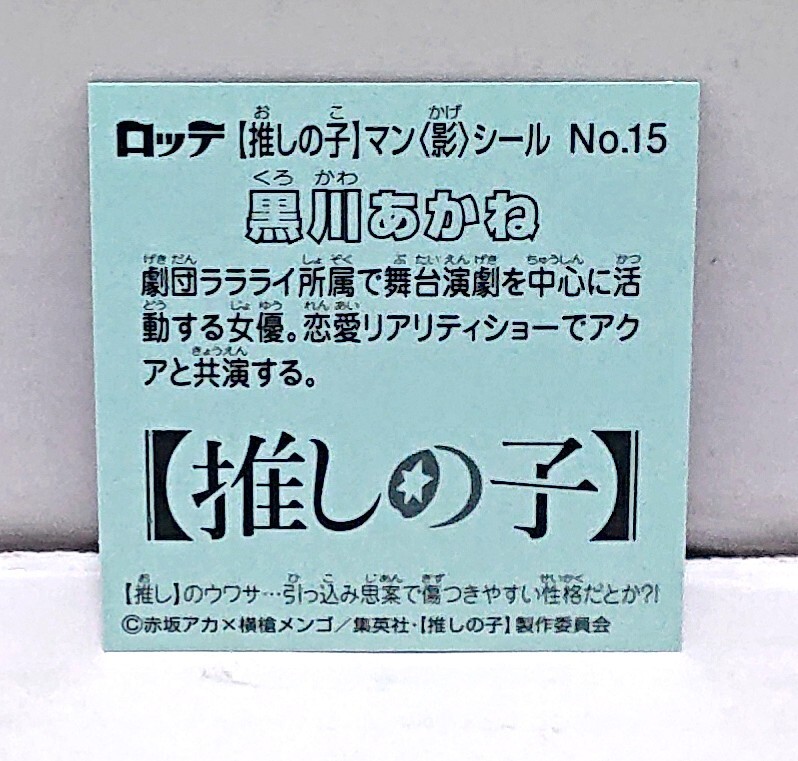 ロッテ 【推しの子】マン〈影〉シール No.15
黒川あかね
劇団ララライ所属で舞台演劇を中心に活
動する女優。恋愛リアリティショーでアク
アと共演する。
【推しの子】
【推し】のウワサ…引っ込み思案で傷つきやすい性格だとか?!
©赤坂アカ×横槍メンゴ/集英社・【推しの子】製作委員会